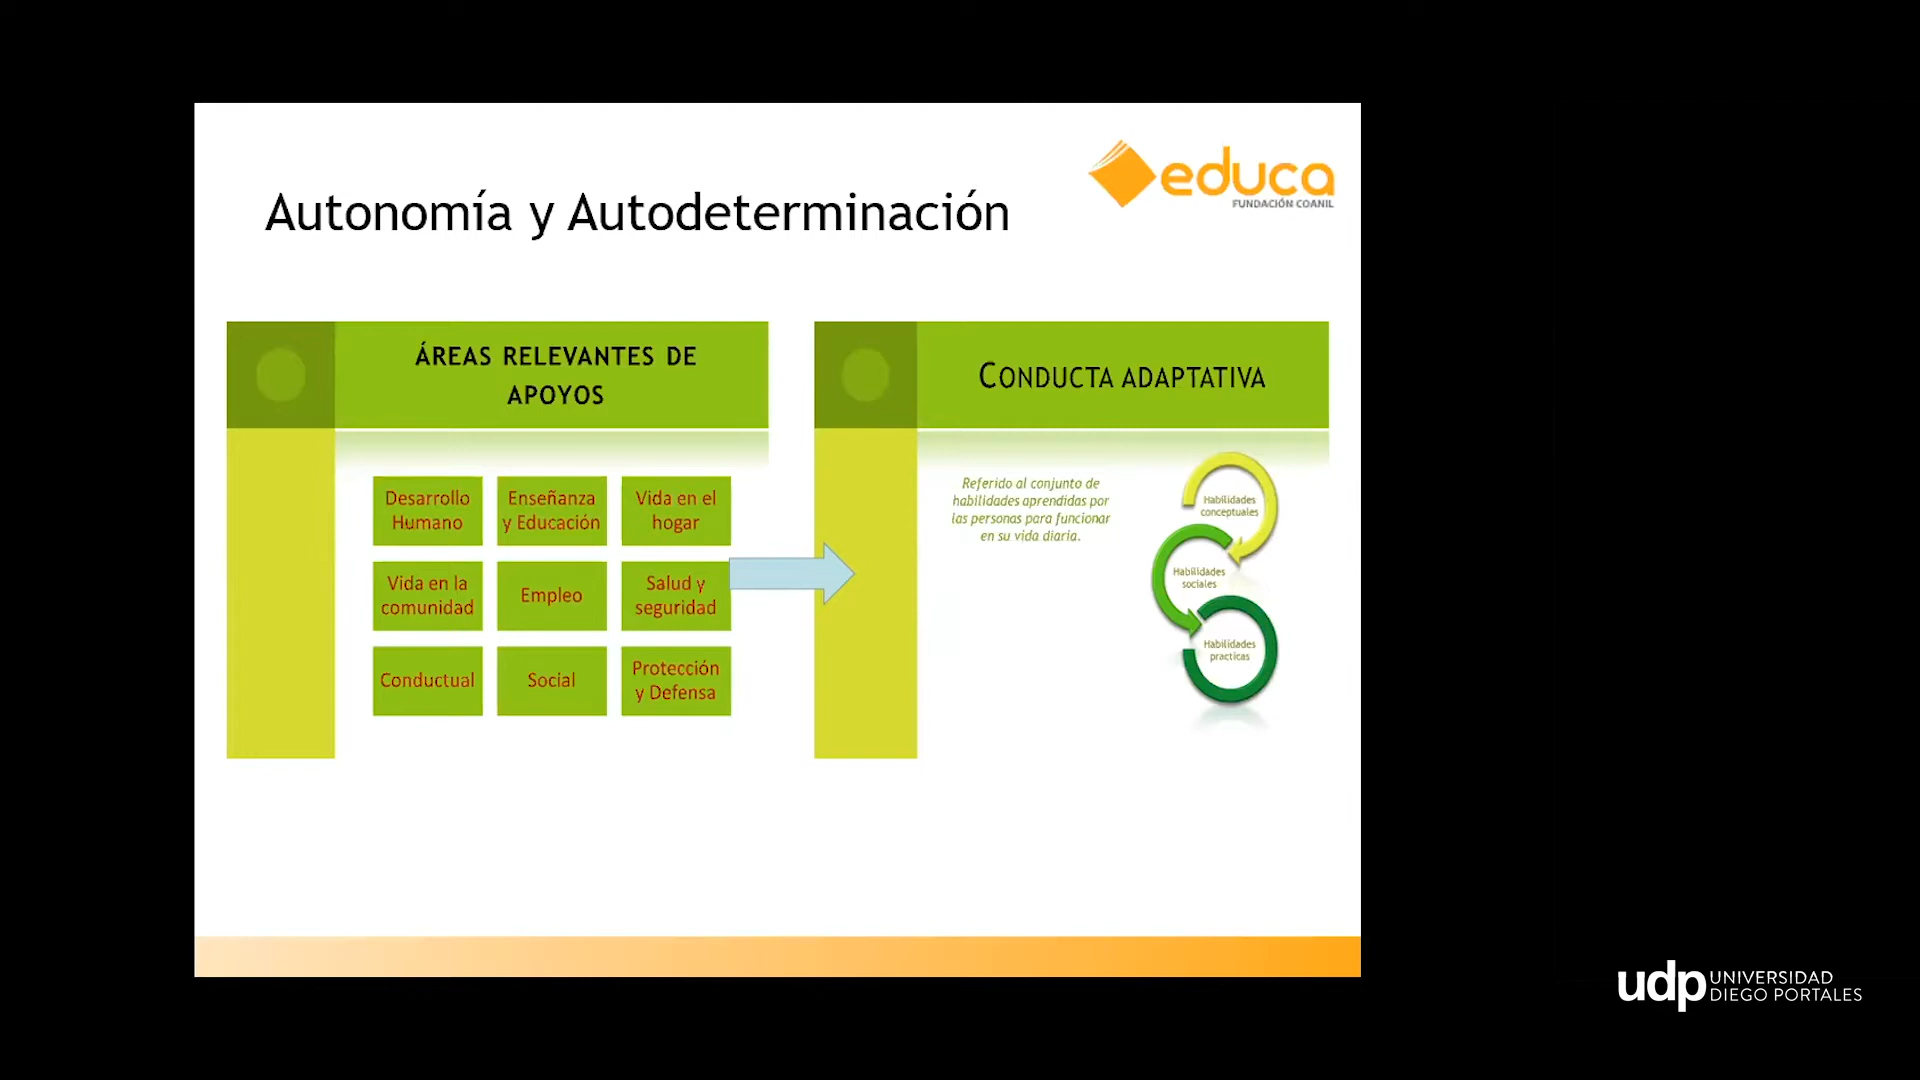 educa
FUNDACIÓN COANIL
Autonomía y Autodeterminación
ÁREAS RELEVANTES DE
APOYOS
Desarrollo
Humano
Enseñanza
y Educación
Vida en el
hogar
Vida en la
comunidad
Empleo
Salud y
seguridad
Conductual
Social
Protección
y Defensa
CONDUCTA ADAPTATIVA
Referido al conjunto de
habilidades aprendidas por
las personas para funcionar
en su vida diaria.
Habilidades
conceptuales
Habilidades
sociales
Habilidades
practicas
udp UNIVERSIDAD
DIEGO PORTALES